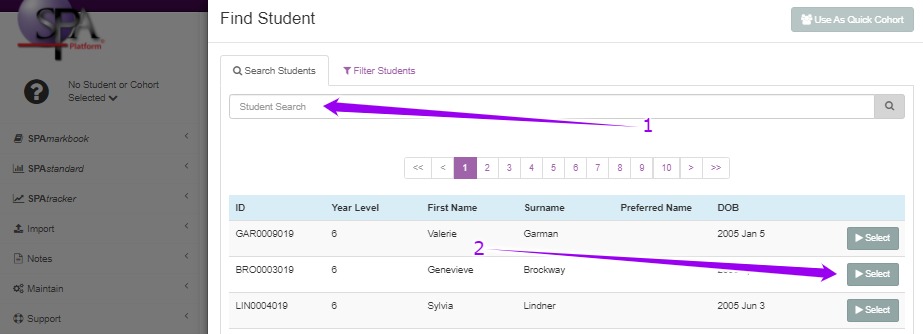 SPA
Platform
Find Student
Use As Quick Cohort
No Student or Cohort
Selected
Search Students
Filter Students
Student Search
1
SPAmarkbook
SPAstandard
SPAtracker
Import
Notes
Maintain
Support
<< < 1 2 3 4 5 6 7 8 9 10 > >>
ID Year Level First Name Surname Preferred Name DOB
GAR0009019 6 Valerie Garman 2005 Jan 5 Select
2
BRO0003019 6 Genevieve Brockway Select
LIN0004019 6 Sylvia Lindner 2005 Jun 3 Select